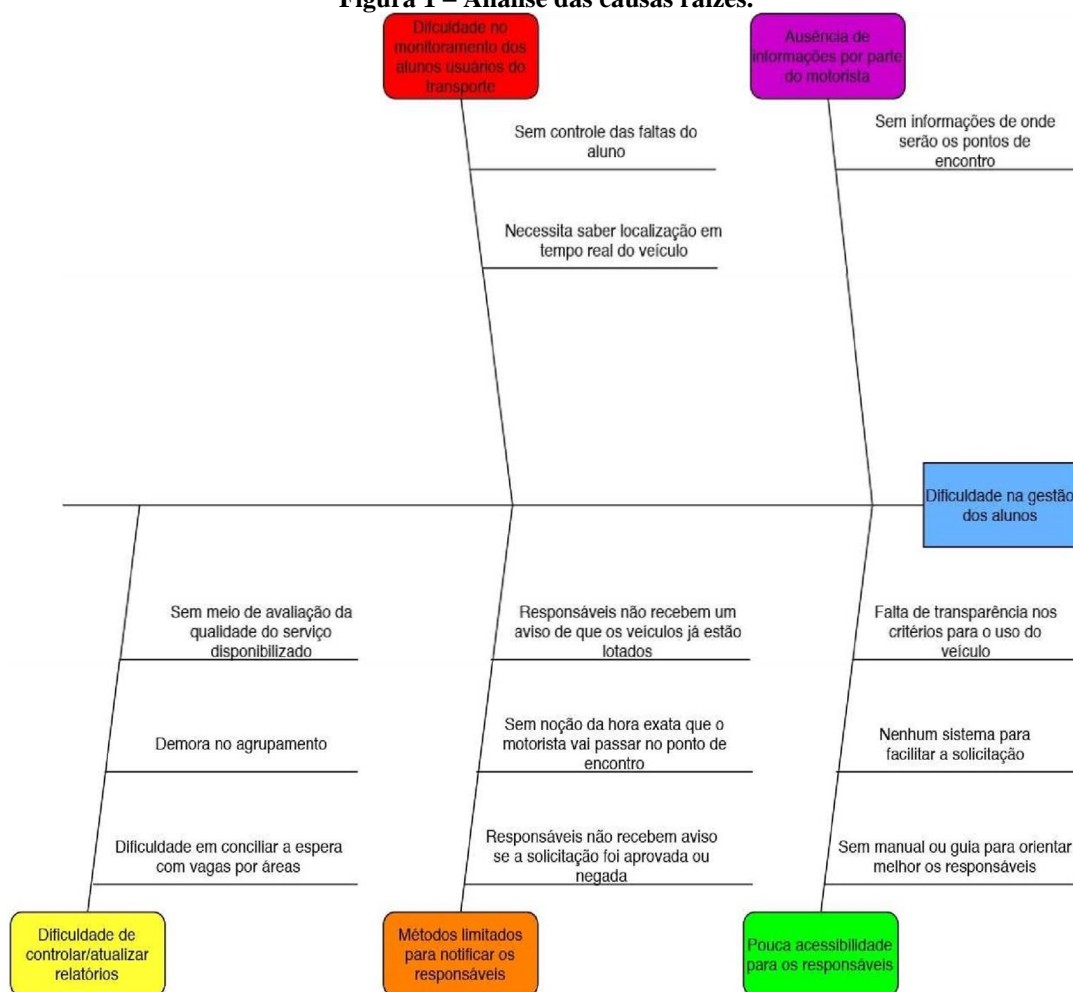 Figura 1 – Análise das causas raízes.
Dificuldade no
monitoramento dos
alunos usuários do
transporte
Ausência de
informações por parte
do motorista
Sem controle das faltas do
aluno
Necessita saber localização em
tempo real do veículo
Sem informações de onde
serão os pontos de
encontro
Dificuldade na gestão
dos alunos
Sem meio de avaliação da
qualidade do serviço
disponibilizado
Demora no agrupamento
Dificuldade em conciliar a espera
com vagas por áreas
Responsáveis não recebem um
aviso de que os veículos já estão
lotados
Sem noção da hora exata que o
motorista vai passar no ponto de
encontro
Responsáveis não recebem aviso
se a solicitação foi aprovada ou
negada
Falta de transparência nos
critérios para o uso do
veículo
Nenhum sistema para
facilitar a solicitação
Sem manual ou guia para orientar
melhor os responsáveis
Dificuldade de
controlar/atualizar
relatórios
Métodos limitados
para notificar os
responsáveis
Pouca acessibilidade
para os responsáveis